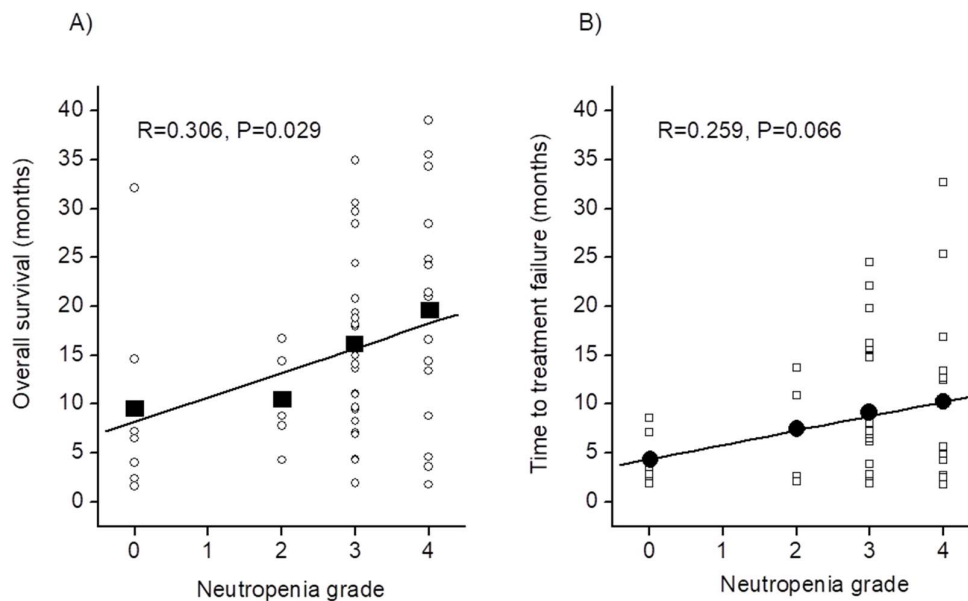 A)
R=0.306, P=0.029
Overall survival (months)
40
35
30
25
20
15
10
5
0
0 1 2 3 4
Neutropenia grade
B)
R=0.259, P=0.066
Time to treatment failure (months)
40
35
30
25
20
15
10
5
0
0 1 2 3 4
Neutropenia grade